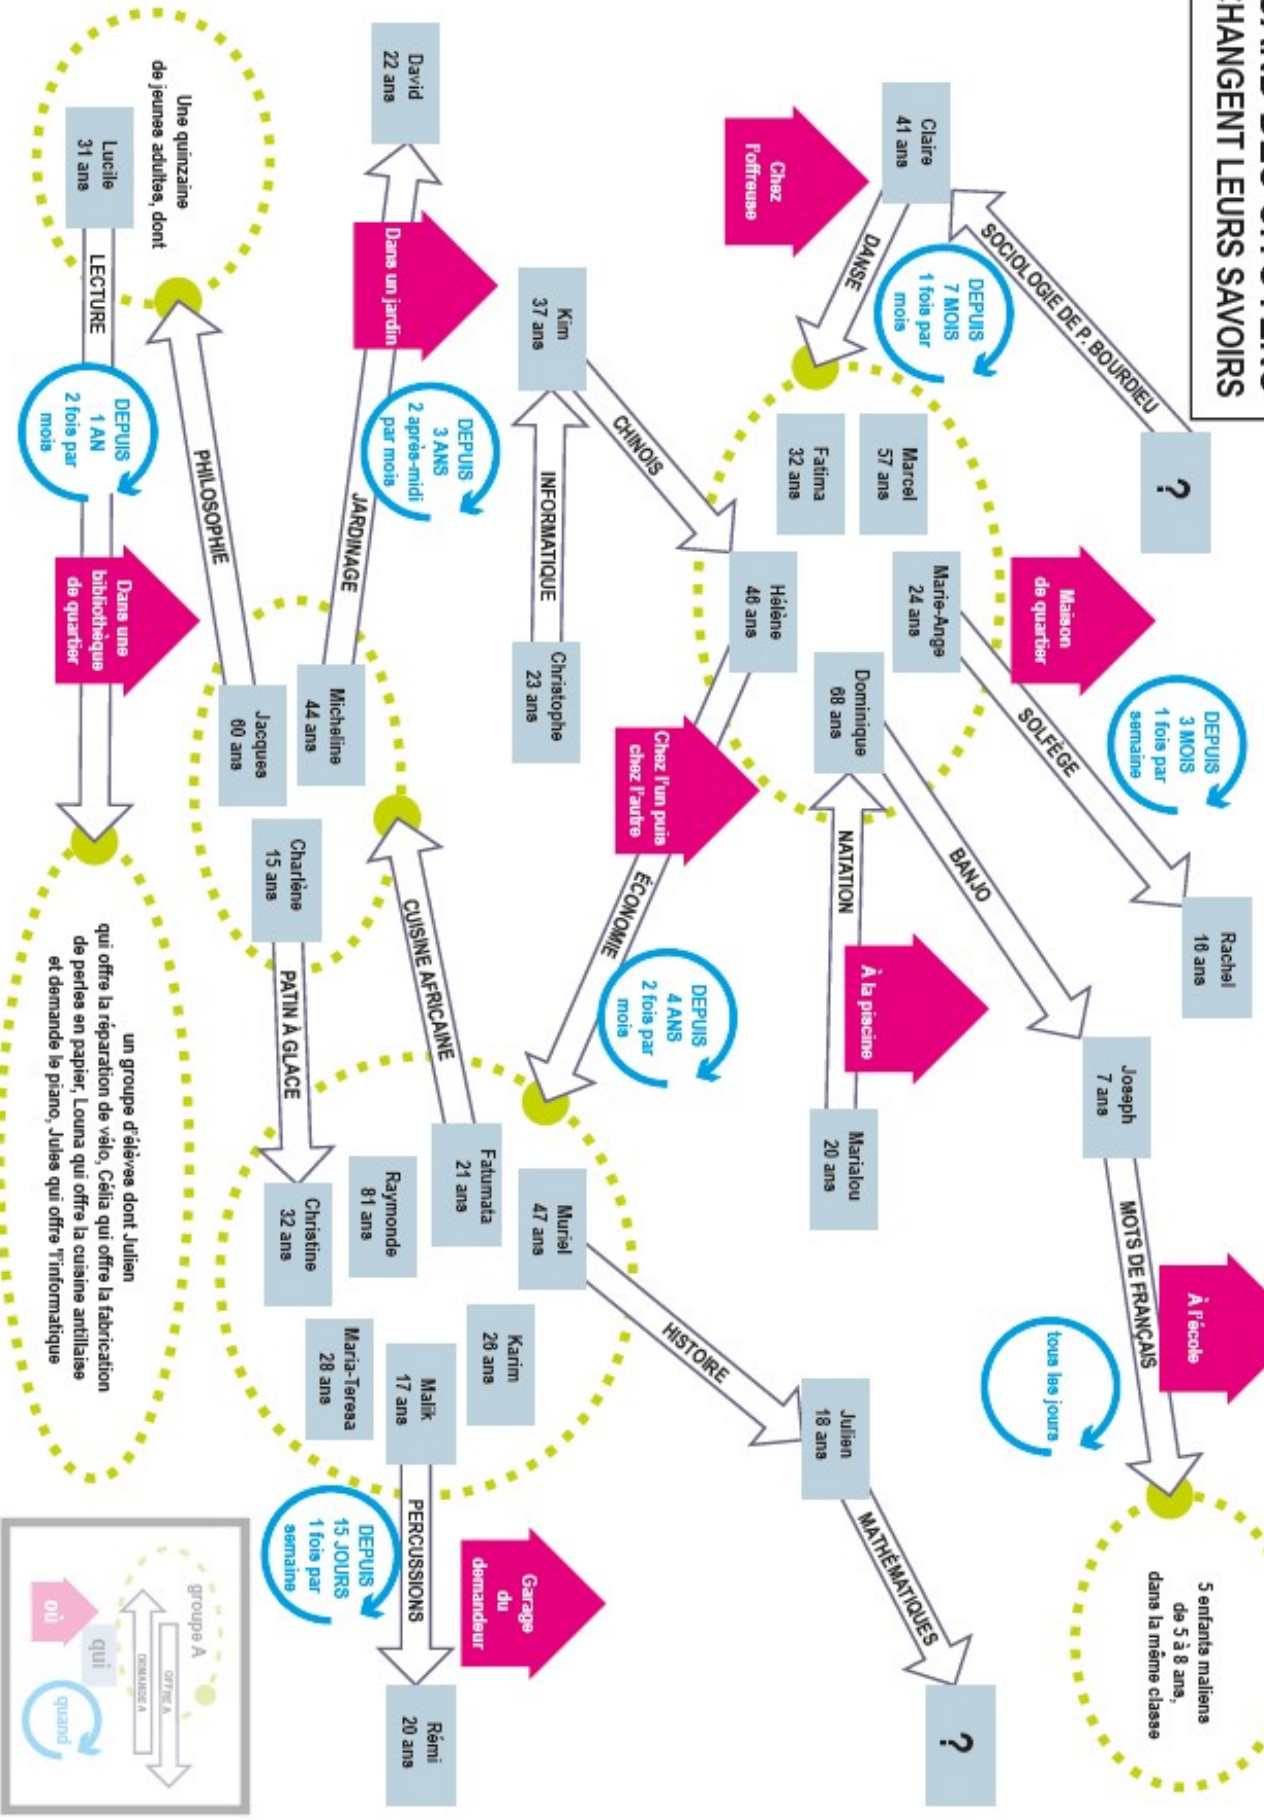 CHANGENT LEURS SAVOIRS
?
SOCIOLOGIE DE P. BOURDIEU
Claire
41 ans
Chez
l'offreuse
DANSE
DEPUIS
7 MOIS
1 fois par
mois
Marcel
57 ans
Fatima
32 ans
Marie-Ange
24 ans
Hélène
46 ans
Dominique
68 ans
Maison
de quartier
DEPUIS
3 MOIS
1 fois par
semaine
SOLFÉGE
Rachel
16 ans
BANJO
Joseph
7 ans
MOTS DE FRANÇAIS
À l'école
tous les jours
5 enfants maliens
de 5 à 8 ans,
dans la même classe
NATATION
À la piscine
Marialou
20 ans
Kim
37 ans
CHINOIS
INFORMATIQUE
Christophe
23 ans
Chez l'un puis
chez l'autre
ÉCONOMIE
DEPUIS
4 ANS
2 fois par
mois
Muriel
47 ans
HISTOIRE
Julien
18 ans
MATHÉMATIQUES
?
David
22 ans
Dans un jardin
DEPUIS
3 ANS
2 après-midi
par mois
JARDINAGE
Micheline
44 ans
Jacques
60 ans
Charlène
15 ans
CUISINE AFRICAINE
Fatumata
21 ans
Raymonde
81 ans
Christine
32 ans
Karim
26 ans
Malik
17 ans
Maria-Teresa
28 ans
PATIN À GLACE
PERCUSSIONS
DEPUIS
15 JOURS
1 fois par
semaine
Garage
du
demandeur
Rémi
20 ans
PHILOSOPHIE
Une quinzaine
de jeunes adultes, dont
Lucile
31 ans
LECTURE
DEPUIS
1 AN
2 fois par
mois
Dans une
bibliothèque
de quartier
un groupe d'élèves dont Julien
qui offre la réparation de vélo, Célia qui offre la fabrication
de perles en papier, Louna qui offre la cuisine antillaise
et demande le piano, Jules qui offre "l'informatique
groupe A
OFFRE A
DEMANDE A
qui
où
quand